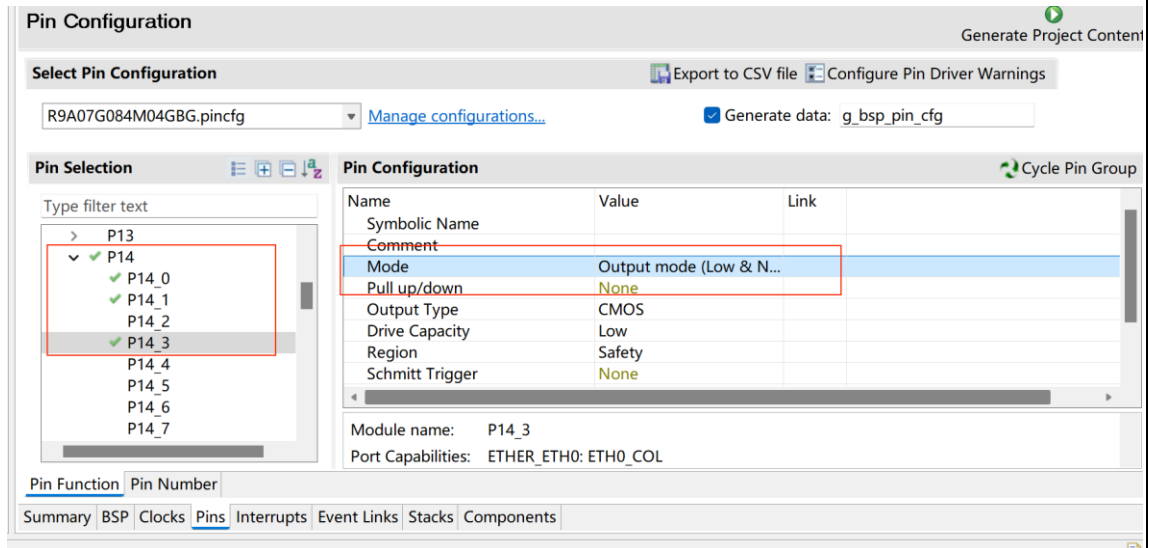 Pin Configuration
Generate Project Content
Select Pin Configuration
Export to CSV file Configure Pin Driver Warnings
R9A07G084M04GBG.pincfg Manage configurations... Generate data: g_bsp_pin_cfg
Pin Selection
Type filter text
P13
P14
P14_0
P14_1
P14_2
P14_3
P14_4
P14_5
P14_6
P14_7
Pin Configuration Cycle Pin Group
Name Value Link
Symbolic Name
Comment
Mode Output mode (Low & N...
Pull up/down None
Output Type CMOS
Drive Capacity Low
Region Safety
Schmitt Trigger None
Module name: P14_3
Port Capabilities: ETHER_ETH0: ETH0_COL
Pin Function Pin Number
Summary BSP Clocks Pins Interrupts Event Links Stacks Components